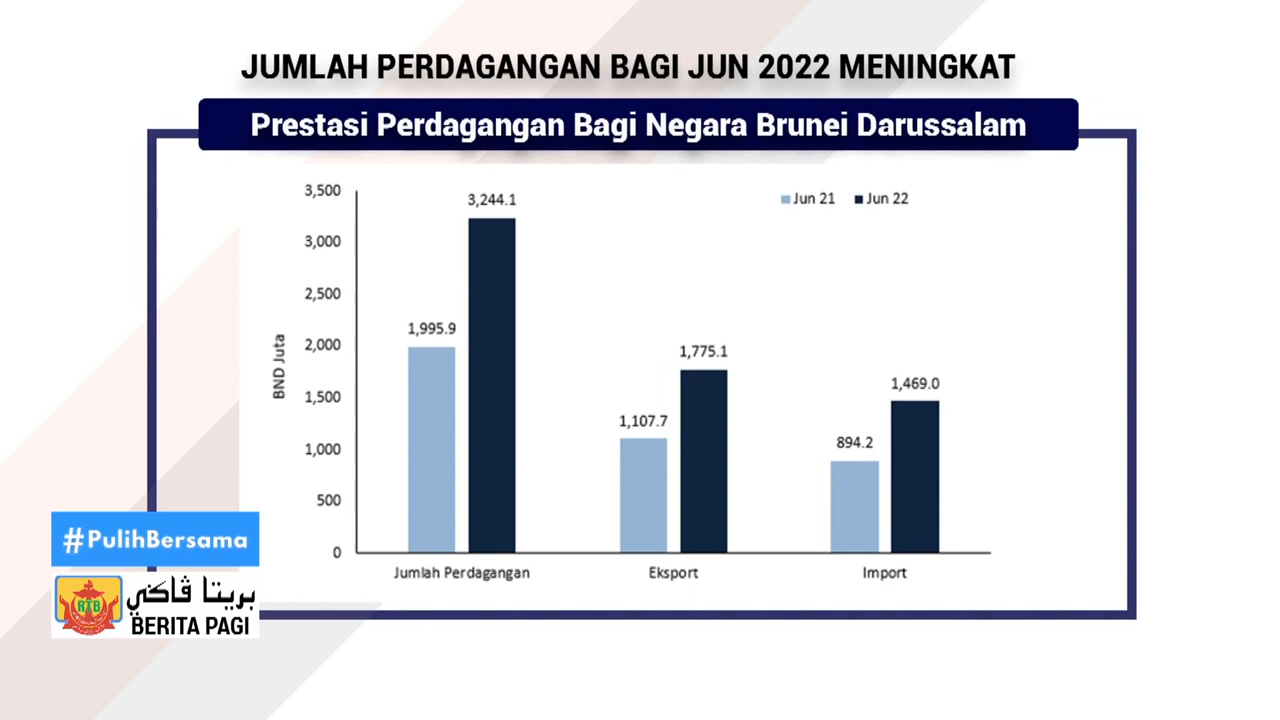 JUMLAH PERDAGANGAN BAGI JUN 2022 MENINGKAT
Prestasi Perdagangan Bagi Negara Brunei Darussalam
3,500
3,000
2,500
2,000
1,500
1,000
500
0
BND Juta
Jun 21
Jun 22
1,995.9
3,244.1
1,107.7
1,775.1
894.2
1,469.0
Jumlah Perdagangan
Eksport
Import
#PulihBersama
RTB
بريتا ڤاݢي
BERITA PAGI